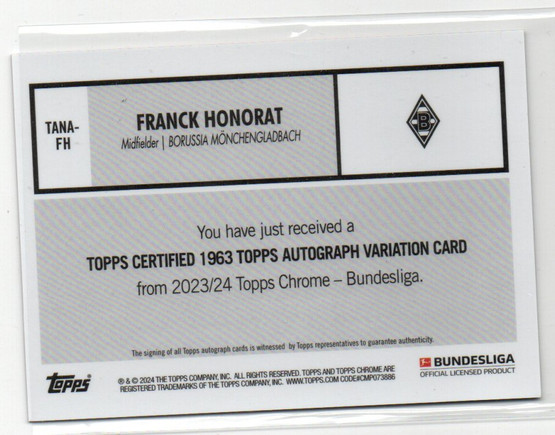 TANA-
FH
FRANCK HONORAT
Midfielder | BORUSSIA MÖNCHENGLADBACH
B
You have just received a
TOPPS CERTIFIED 1963 TOPPS AUTOGRAPH VARIATION CARD
from 2023/24 Topps Chrome – Bundesliga.
The signing of all Topps autograph cards is witnessed by Topps representatives to guarantee authenticity.
Topps
® & © 2024 THE TOPPS COMPANY, INC. ALL RIGHTS RESERVED. TOPPS AND TOPPS CHROME ARE
REGISTERED TRADEMARKS OF THE TOPPS COMPANY, INC. WWW.TOPPS.COM CODE#CMP073886
BUNDESLIGA
OFFICIAL LICENSED PRODUCT